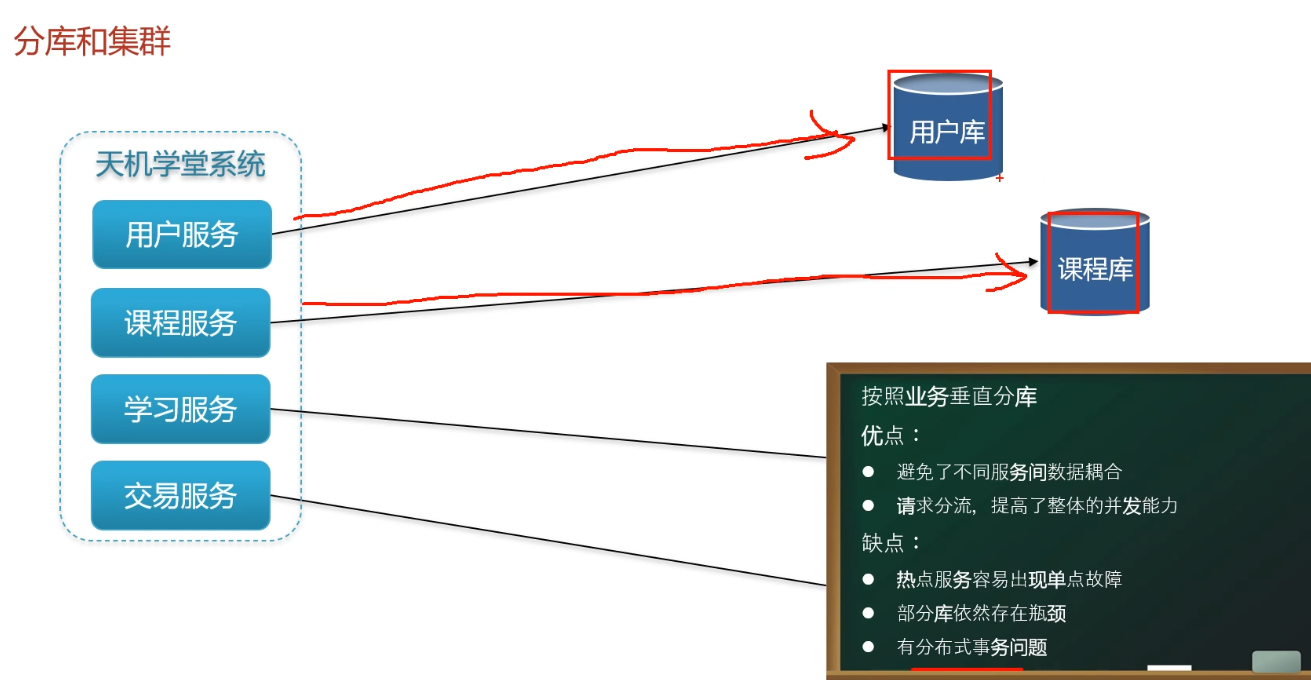 分库和集群
天机学堂系统
用户服务
课程服务
学习服务
交易服务
用户库
课程库
按照业务垂直分库
优点：
避免了不同服务间数据耦合
请求分流，提高了整体的并发能力
缺点：
热点服务容易出现单点故障
部分库依然存在瓶颈
有分布式事务问题